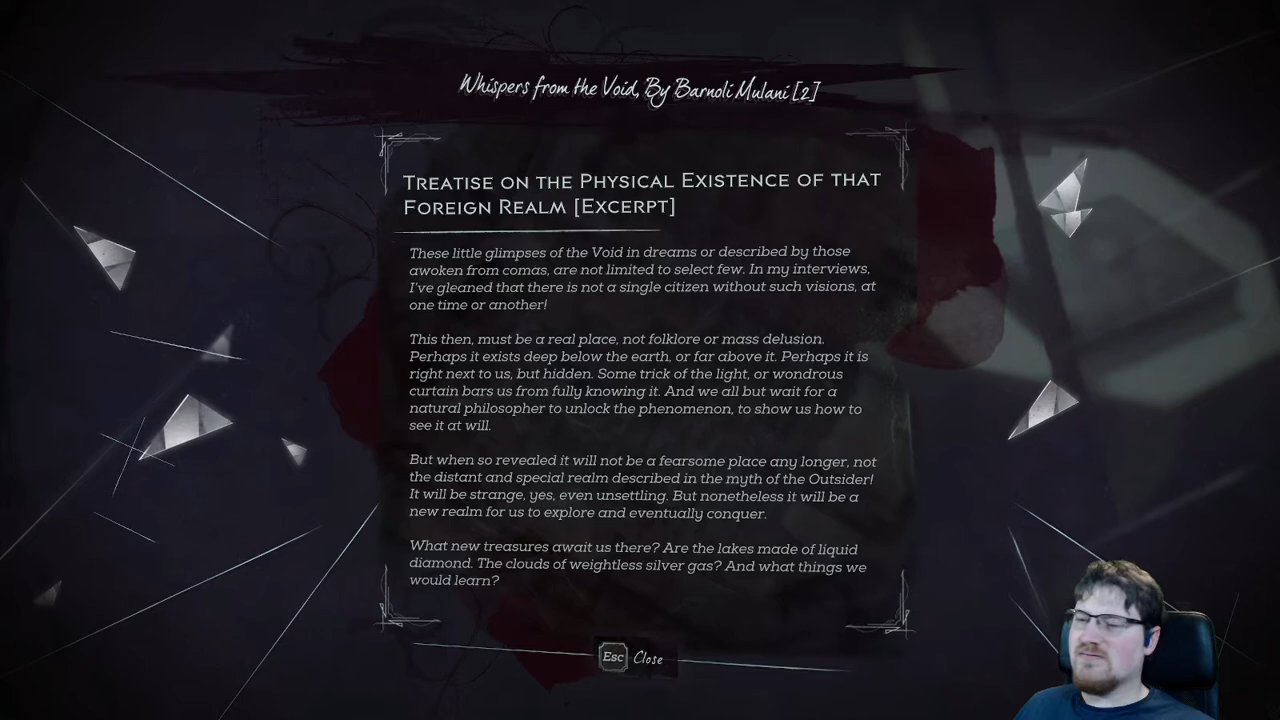 Whispers from the Void, By Barnoli Mulani [2]
Treatise on the Physical Existence of that
Foreign Realm [Excerpt]
These little glimpses of the Void in dreams or described by those
awoken from comas, are not limited to select few. In my interviews,
I've gleaned that there is not a single citizen without such visions, at
one time or another!
This then, must be a real place, not folklore or mass delusion.
Perhaps it exists deep below the earth, or far above it. Perhaps it is
right next to us, but hidden. Some trick of the light, or wondrous
curtain bars us from fully knowing it. And we all but wait for a
natural philosopher to unlock the phenomenon, to show us how to
see it at will.
But when so revealed it will not be a fearsome place any longer, not
the distant and special realm described in the myth of the Outsider!
It will be strange, yes, even unsettling. But nonetheless it will be a
new realm for us to explore and eventually conquer.
What new treasures await us there? Are the lakes made of liquid
diamond. The clouds of weightless silver gas? And what things we
would learn?
Esc Close